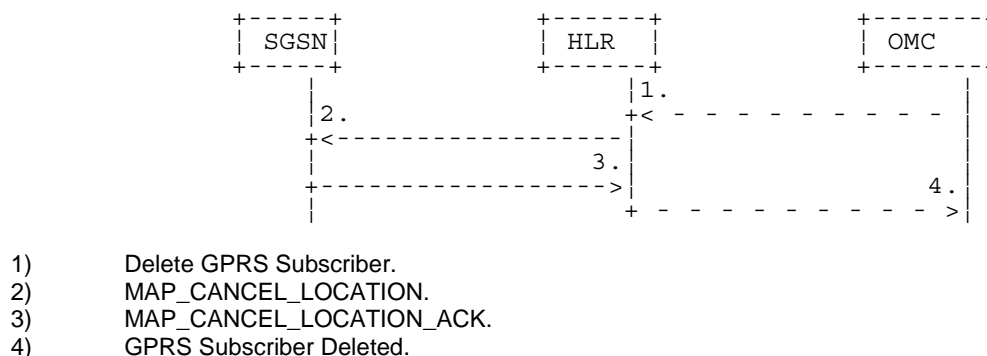 SGSN HLR OMC
1.
2.
3.
4.
1) Delete GPRS Subscriber.
2) MAP_CANCEL_LOCATION.
3) MAP_CANCEL_LOCATION_ACK.
4) GPRS Subscriber Deleted.